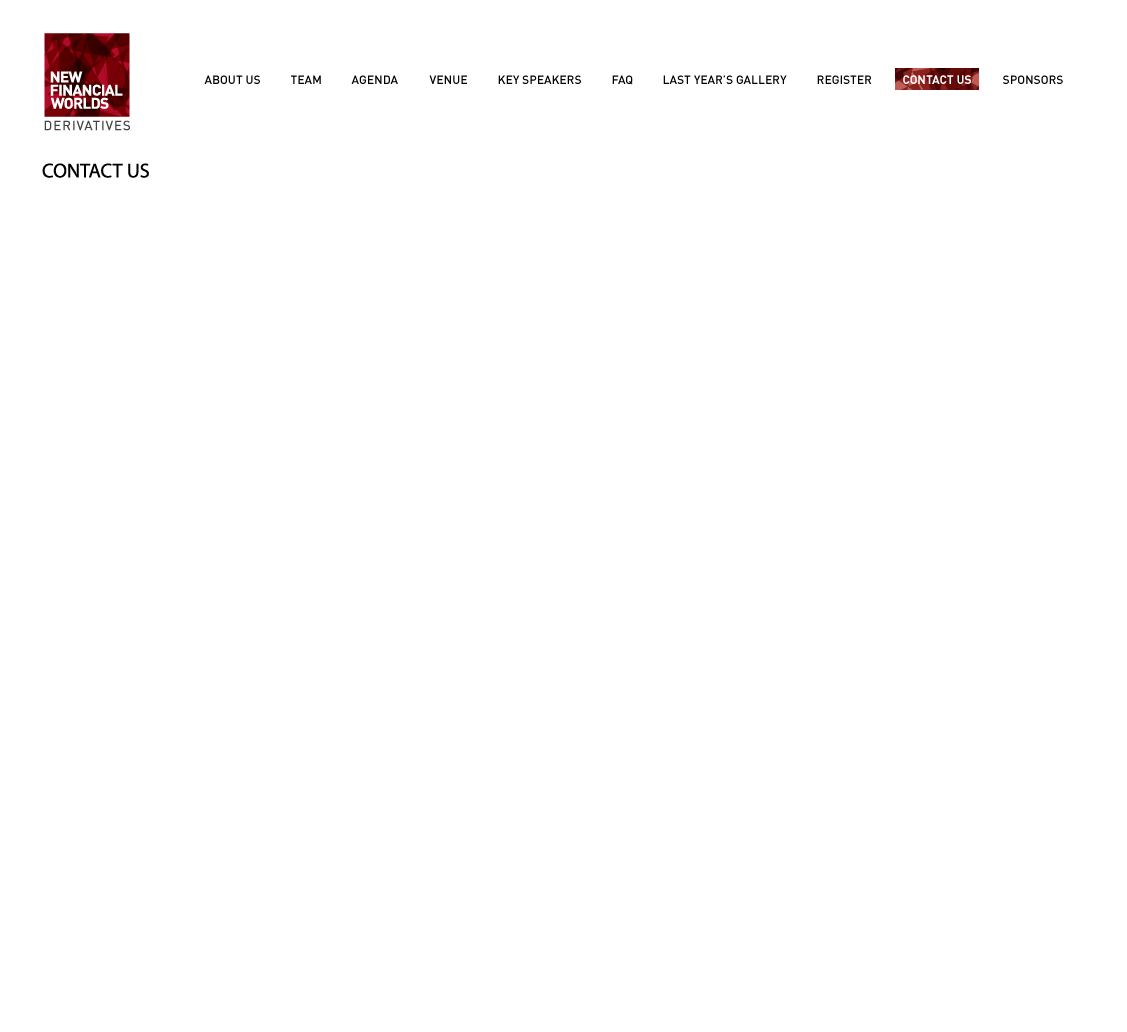 NEW
FINANCIAL
WORLDS
DERIVATIVES
ABOUT US TEAM AGENDA VENUE KEY SPEAKERS FAQ LAST YEAR'S GALLERY REGISTER CONTACT US SPONSORS
CONTACT US